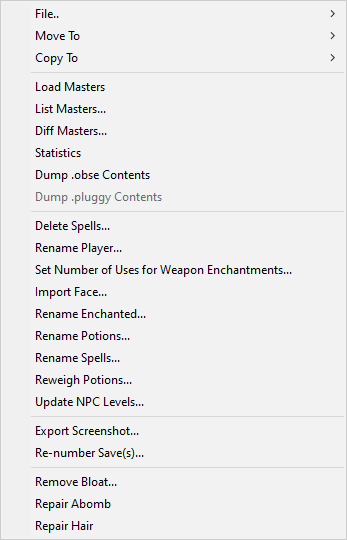 File..
Move To
Copy To
Load Masters
List Masters...
Diff Masters...
Statistics
Dump .obse Contents
Dump .pluggy Contents
Delete Spells...
Rename Player...
Set Number of Uses for Weapon Enchantments...
Import Face...
Rename Enchanted...
Rename Potions...
Rename Spells...
Reweigh Potions...
Update NPC Levels...
Export Screenshot...
Re-number Save(s)...
Remove Bloat...
Repair Abomb
Repair Hair